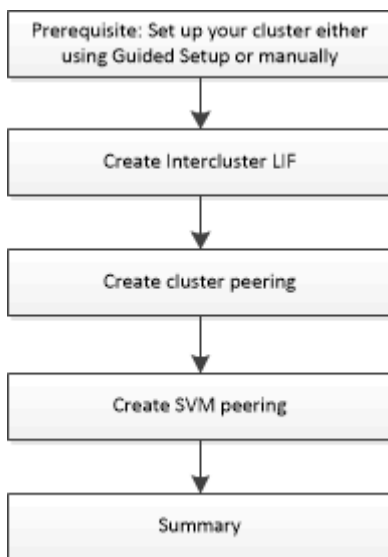 Prerequisite: Set up your cluster either
using Guided Setup or manually
Create Intercluster LIF
Create cluster peering
Create SVM peering
Summary